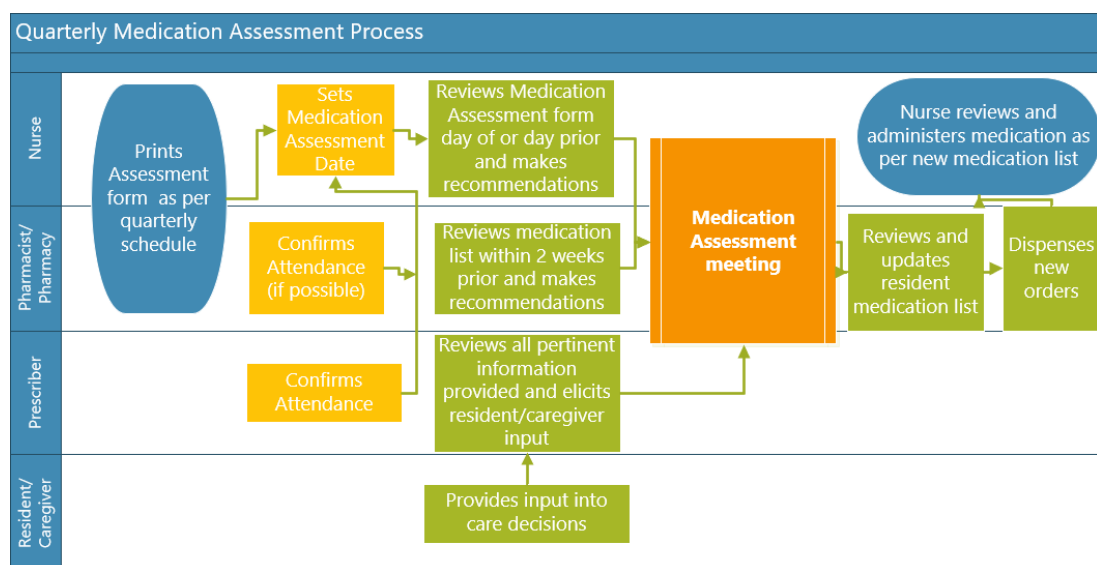 Quarterly Medication Assessment Process
Nurse
Prints
Assessment
form as per
quarterly
schedule
Sets
Medication
Assessment
Date
Reviews Medication
Assessment form
day of or day prior
and makes
recommendations
Nurse reviews and
administers medication as
per new medication list
Pharmacist/
Pharmacy
Confirms
Attendance
(if possible)
Reviews medication
list within 2 weeks
prior and makes
recommendations
Medication
Assessment
meeting
Reviews and
updates
resident
medication list
Dispenses
new
orders
Prescriber
Confirms
Attendance
Reviews all pertinent
information
provided and elicits
resident/caregiver
input
Resident/
Caregiver
Provides input into
care decisions